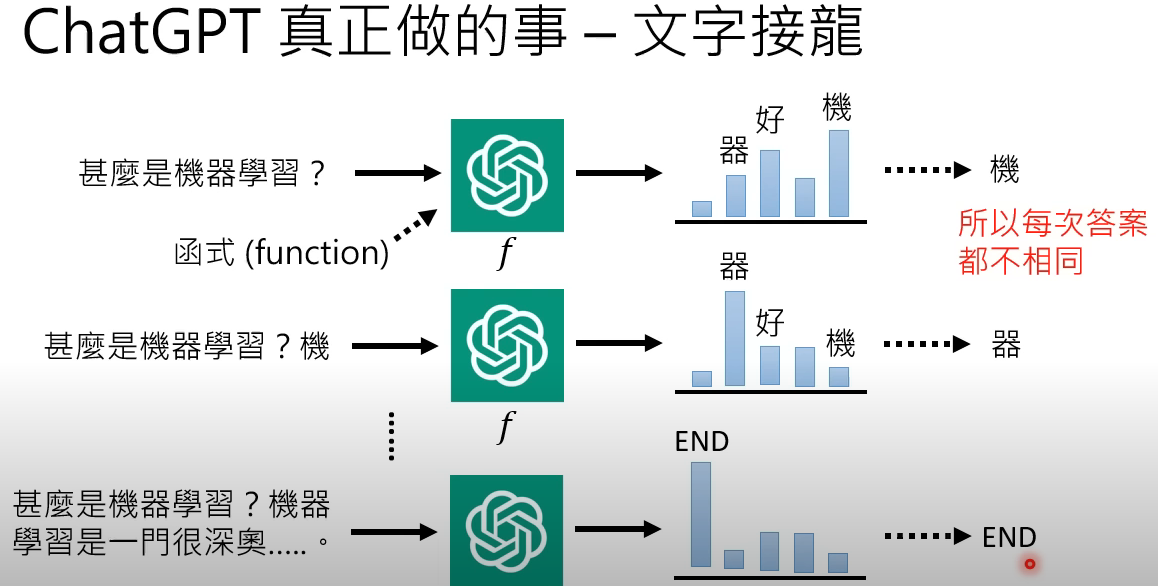 ChatGPT 真正做的事 – 文字接龍
甚麼是機器學習？
器
好
機
機
函式 (function)
f
所以每次答案
都不相同
甚麼是機器學習？機
器
好
機
器
f
甚麼是機器學習？機器
學習是一門很深奧.....。
END
END